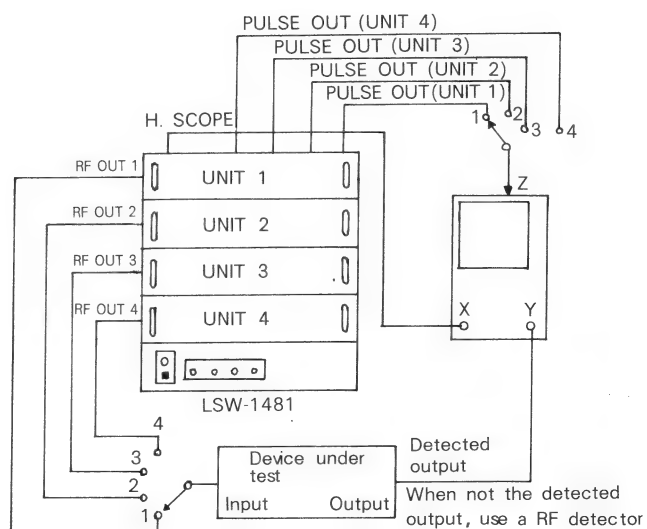 PULSE OUT (UNIT 4)
PULSE OUT (UNIT 3)
PULSE OUT (UNIT 2)
PULSE OUT (UNIT 1)
1 2 3 4
H. SCOPE
Z
RF OUT 1
RF OUT 2
RF OUT 3
RF OUT 4
UNIT 1
UNIT 2
UNIT 3
UNIT 4
X Y
LSW-1481
4
3
2
1
Device under
test
Input Output
Detected
output
When not the detected
output, use a RF detector